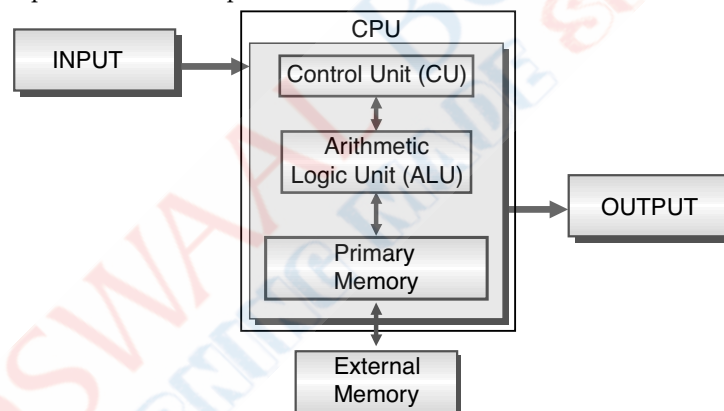 CPU
INPUT
Control Unit (CU)
Arithmetic
Logic Unit (ALU)
OUTPUT
Primary
Memory
External
Memory